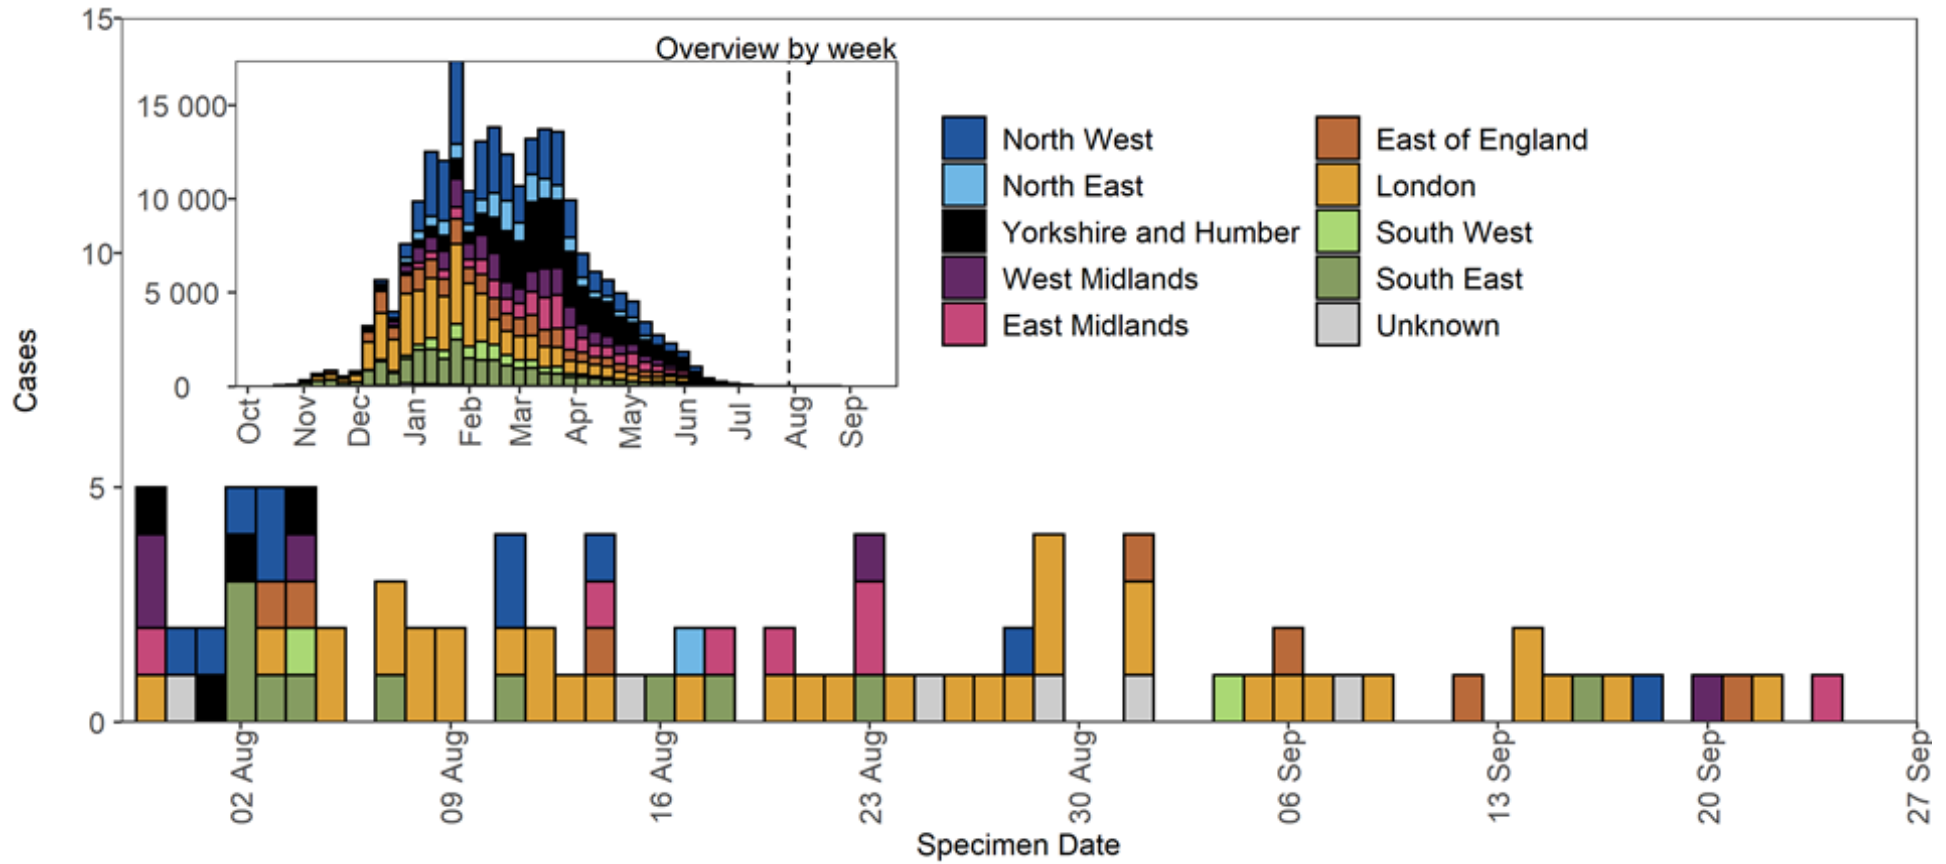 15
10
5
0
Cases
Overview by week
15 000
10 000
5 000
0
Oct
Nov
Dec
Jan
Feb
Mar
Apr
May
Jun
Jul
Aug
Sep
North West
North East
Yorkshire and Humber
West Midlands
East Midlands
East of England
London
South West
South East
Unknown
02 Aug
09 Aug
16 Aug
23 Aug
30 Aug
06 Sep
13 Sep
20 Sep
27 Sep
Specimen Date